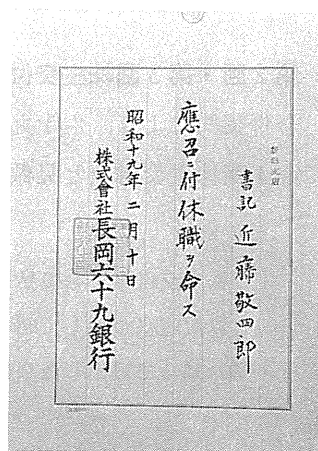 書記 近藤敬四郎
應召ニ付休職ヲ命ス
昭和十九年二月十日
株式會社長岡六十九銀行